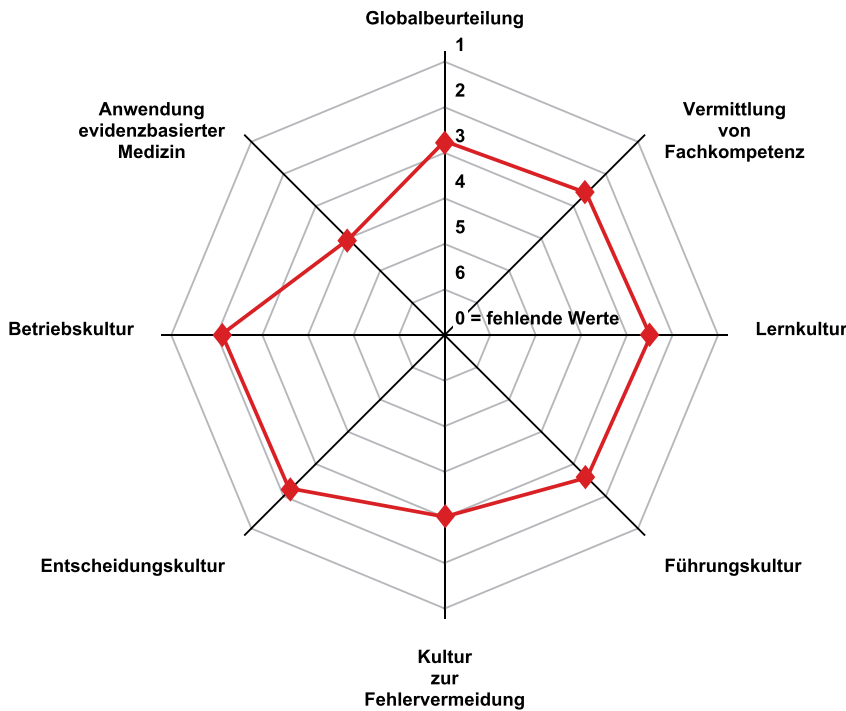 Globalbeurteilung
1
2
3
4
5
6
0 = fehlende Werte
Vermittlung
von
Fachkompetenz
Lernkultur
Führungskultur
Kultur
zur
Fehlervermeidung
Entscheidungskultur
Betriebskultur
Anwendung
evidenzbasierter
Medizin